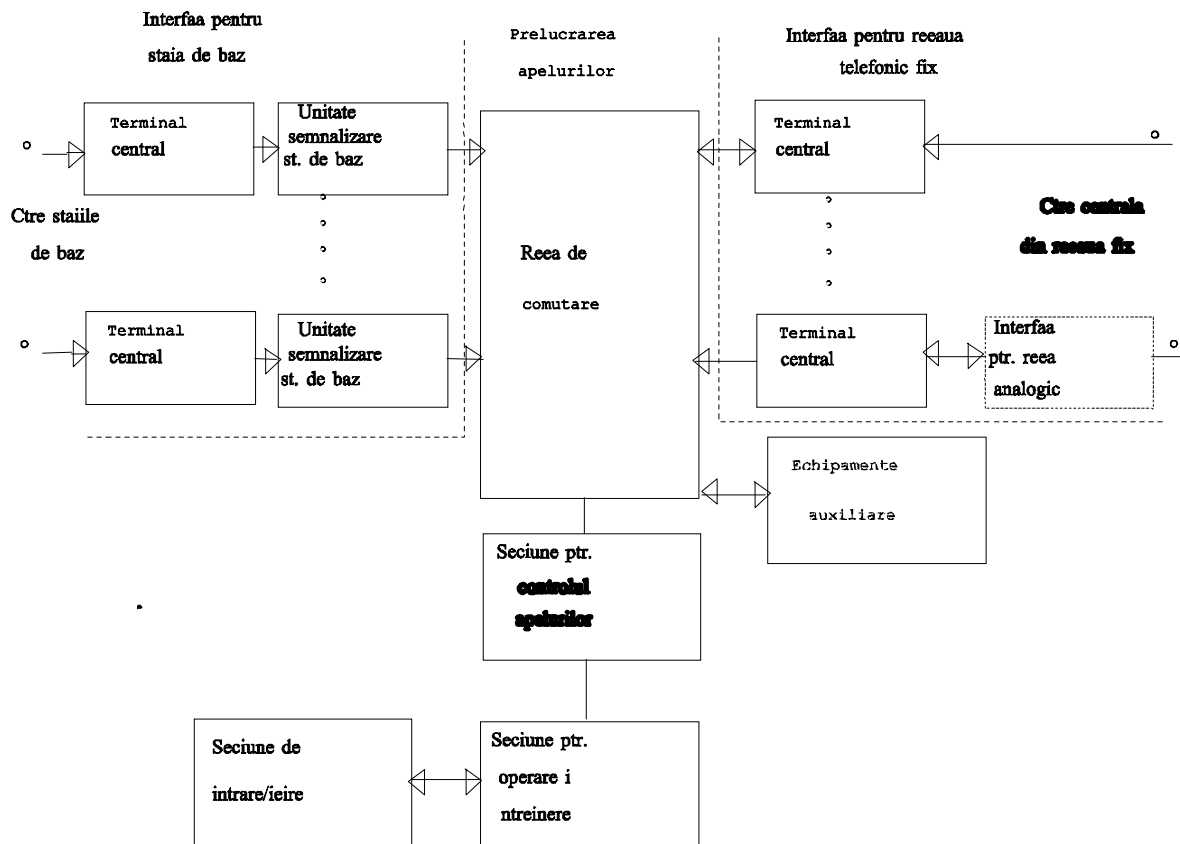 Interfaa pentru
staia de baz
Prelucrarea
apelurilor
Interfaa pentru reeaua
telefonic fix
Terminal
central
Unitate
semnalizare
st. de baz
Terminal
central
Ctre staiile
de baz
Reea de
comutare
Ctre centrala
din reeaua fix
Terminal
central
Unitate
semnalizare
st. de baz
Terminal
central
Interfaa
ptr. reea
analogic
Echipamente
auxiliare
Seciune ptr.
controlul
apelurilor
Seciune de
intrare/ieire
Seciune ptr.
operare i
ntreinere